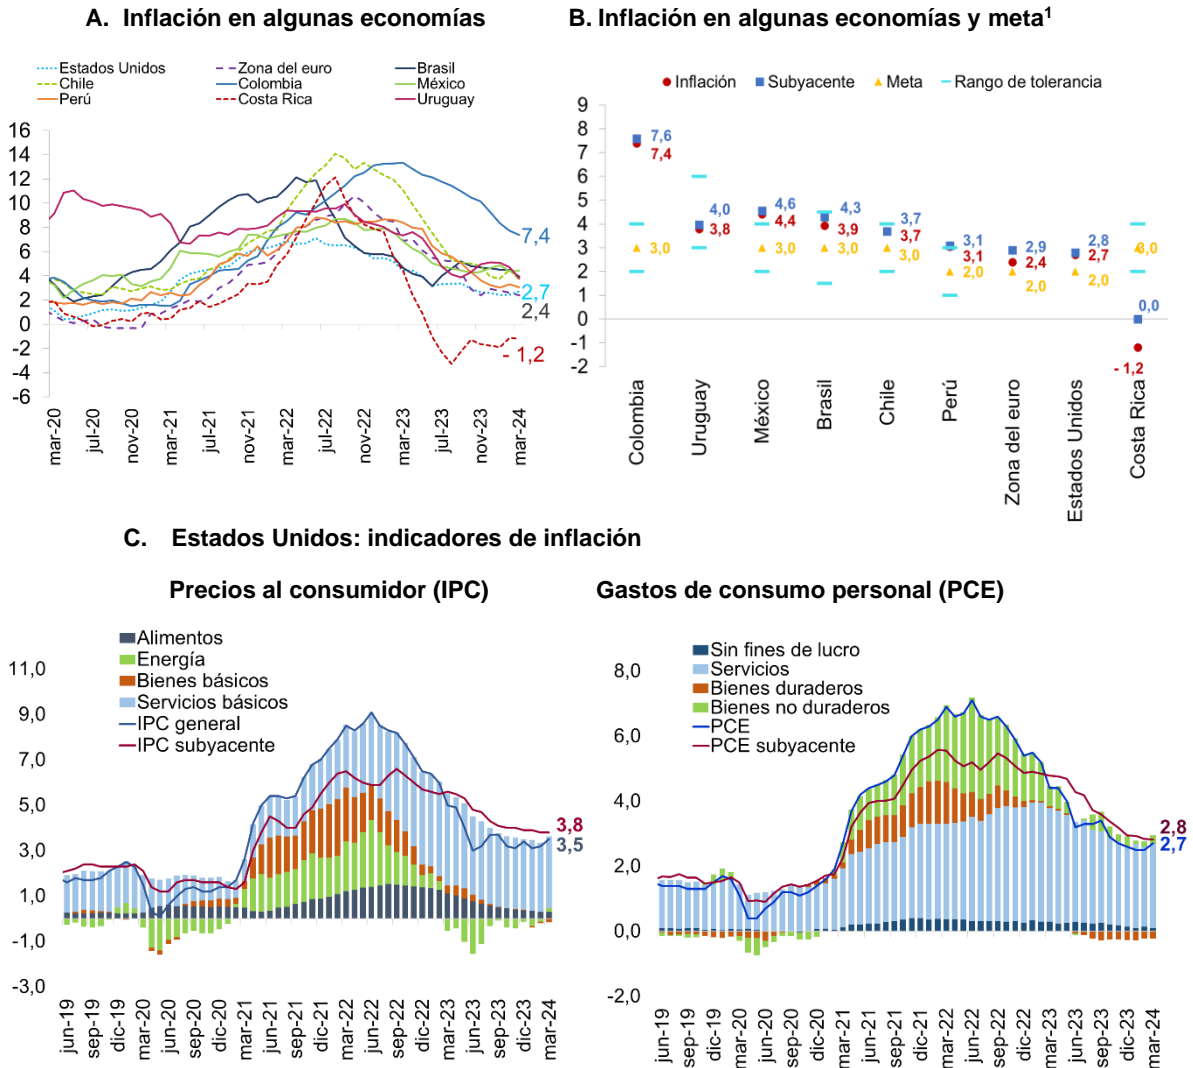 A. Inflación en algunas economías
B. Inflación en algunas economías y meta¹
Estados Unidos
Zona del euro
Brasil
Chile
Colombia
México
Perú
Costa Rica
Uruguay
16
14
12
10
8
6
4
2
0
-2
-4
-6
7,4
2,7
2,4
- 1,2
mar-20
jul-20
nov-20
mar-21
jul-21
nov-21
mar-22
jul-22
nov-22
mar-23
jul-23
nov-23
mar-24
Inflación
Subyacente
Meta
Rango de tolerancia
9
8
7
6
5
4
3
2
1
0
-1
-2
7,6
7,4
3,0
4,0
3,8
4,6
4,4
3,0
4,3
3,9
3,0
3,7
3,7
3,0
3,1
3,1
2,0
2,9
2,4
2,0
2,8
2,7
2,0
3,0
0,0
- 1,2
Colombia
Uruguay
México
Brasil
Chile
Perú
Zona del euro
Estados Unidos
Costa Rica
C. Estados Unidos: indicadores de inflación
Precios al consumidor (IPC)
Alimentos
Energía
Bienes básicos
Servicios básicos
IPC general
IPC subyacente
11,0
9,0
7,0
5,0
3,0
1,0
-1,0
-3,0
3,8
3,5
jun-19
sep-19
dic-19
mar-20
jun-20
sep-20
dic-20
mar-21
jun-21
sep-21
dic-21
mar-22
jun-22
sep-22
dic-22
mar-23
jun-23
sep-23
dic-23
mar-24
Gastos de consumo personal (PCE)
Sin fines de lucro
Servicios
Bienes duraderos
Bienes no duraderos
PCE
PCE subyacente
8,0
6,0
4,0
2,0
0,0
-2,0
2,8
2,7
jun-19
sep-19
dic-19
mar-20
jun-20
sep-20
dic-20
mar-21
jun-21
sep-21
dic-21
mar-22
jun-22
sep-22
dic-22
mar-23
jun-23
sep-23
dic-23
mar-24